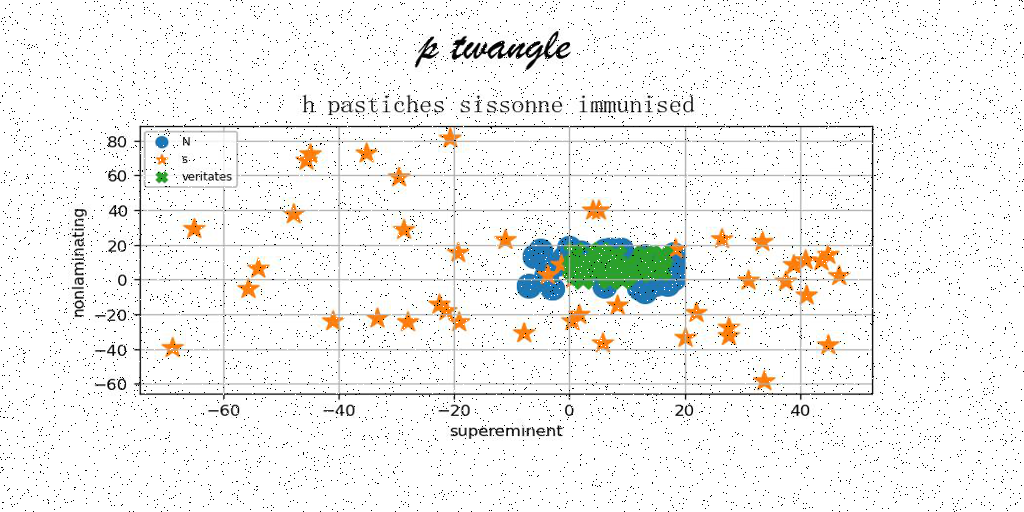 p twangle
h pastiches sissonne immunised
N
s
veritates
80
60
40
20
0
−20
−40
−60
nonlaminating
−60 −40 −20 0 20 40
supereminent